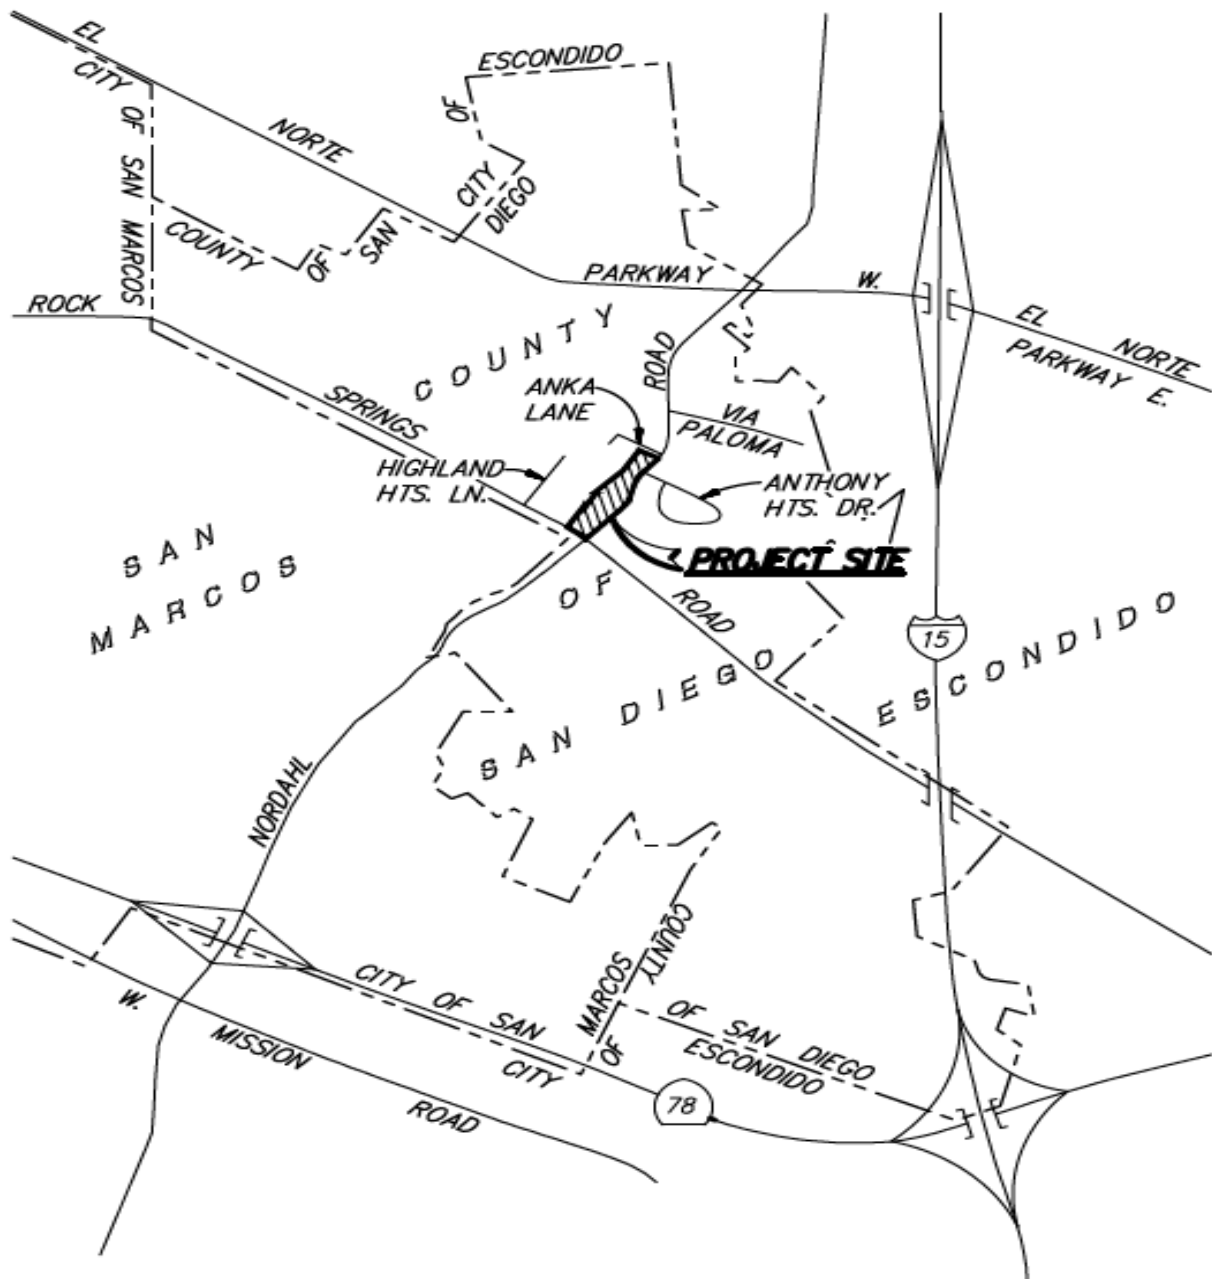 EL
NORTE
PARKWAY
W.
EL NORTE
PARKWAY E.
CITY OF SAN MARCOS
COUNTY OF SAN DIEGO
CITY OF ESCONDIDO
ROCK
SPRINGS
ROAD
COUNTY
OF
SAN DIEGO
ROAD
ANKA
LANE
VIA
PALOMA
HIGHLAND
HTS. LN.
ANTHONY
HTS. DR.
PROJECT SITE
SAN
MARCOS
ESCONDIDO
15
NORDAHL
CITY OF SAN MARCOS
COUNTY OF SAN DIEGO
CITY OF ESCONDIDO
W.
MISSION
ROAD
78